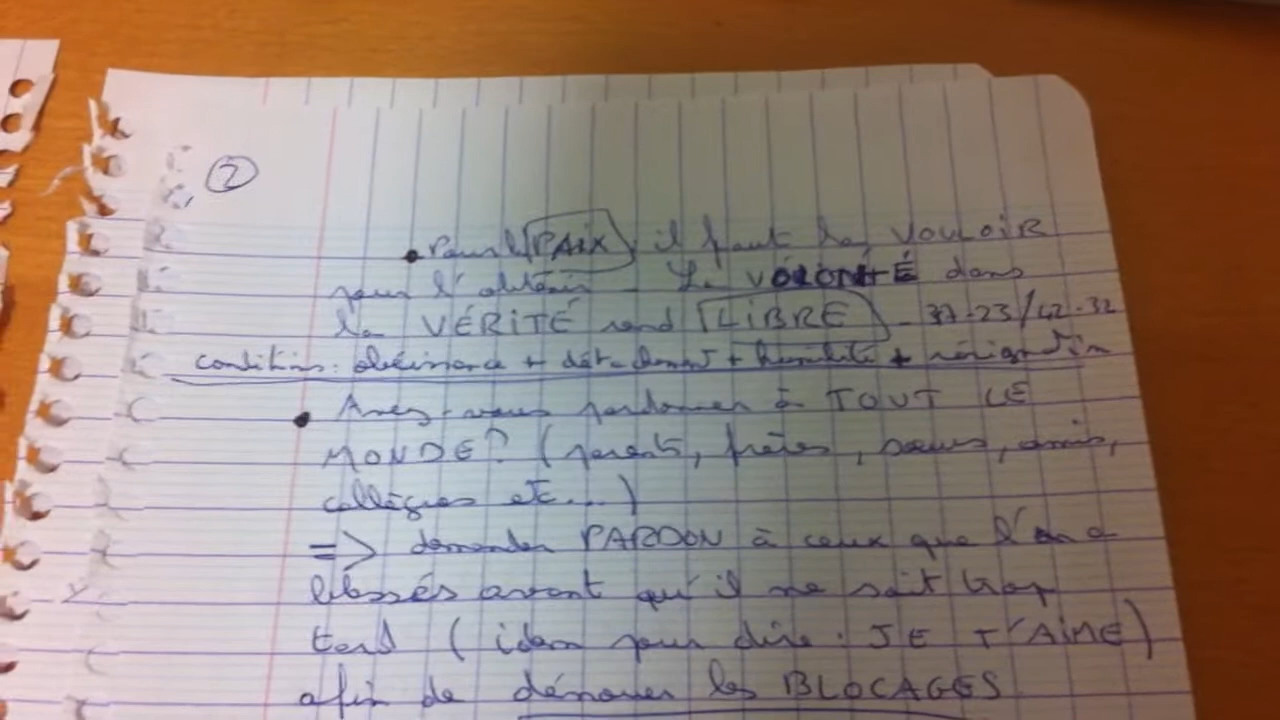 ②
• Pour la PAIX, il faut la VOULOIR
pour l'obtenir - La VOLONTÉ dans
la VÉRITÉ rend LIBRE - 37-23/42-32
conditions: obéissance + détachement + humilité + résignation
• Avez-vous pardonner à TOUT LE
MONDE? (parents, frères, sœurs, amis,
collègues etc...)
=> demander PARDON à ceux que l'on a
blessés avant qu'il ne soit trop
tard (idem pour dire : JE T'AIME)
afin de dénouer les BLOCAGES